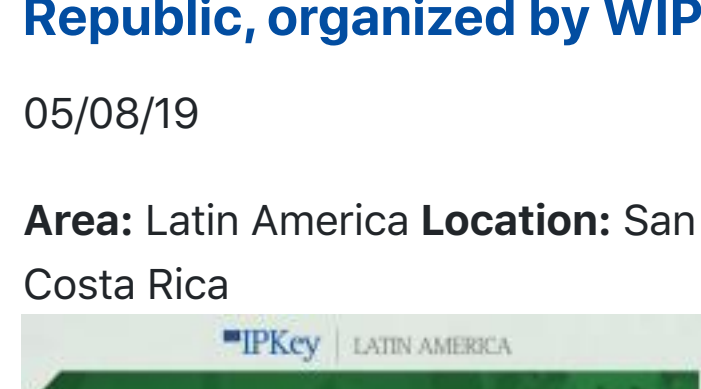 Republic, organized by WIP
05/08/19
Area: Latin America Location: San
Costa Rica
IPKey LATIN AMERICA